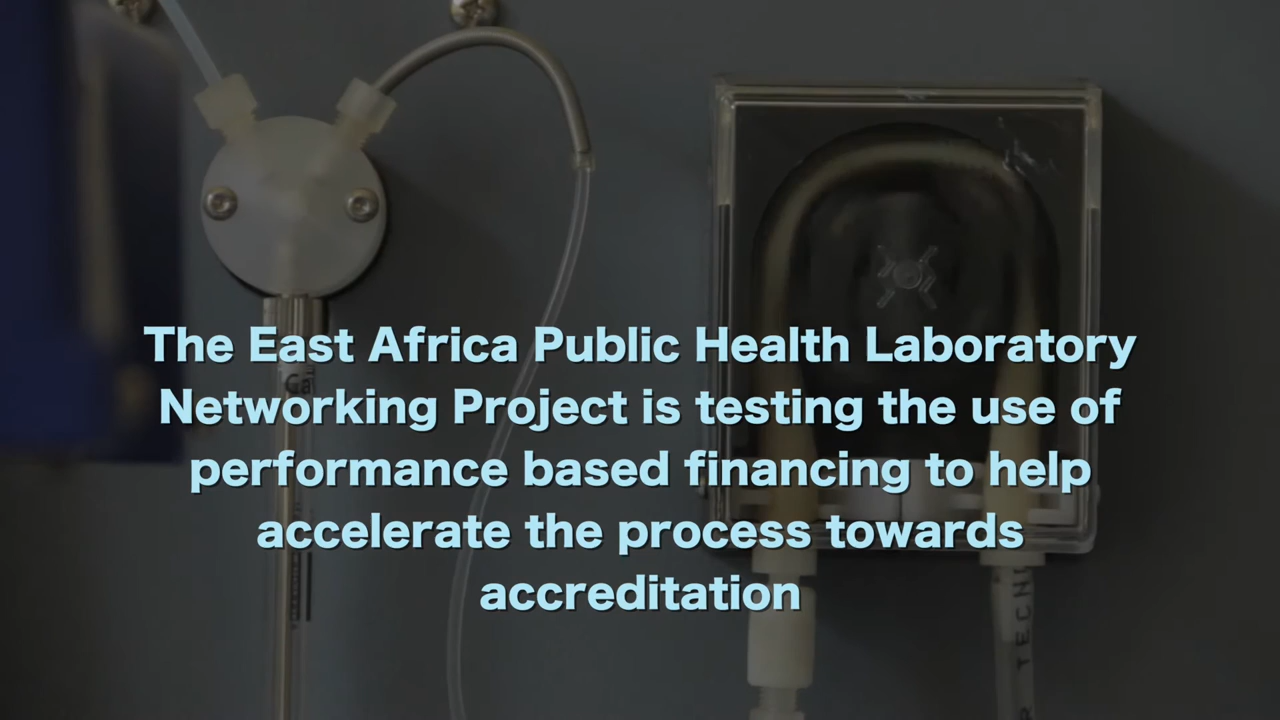 The East Africa Public Health Laboratory
Networking Project is testing the use of
performance based financing to help
accelerate the process towards
accreditation
TECN